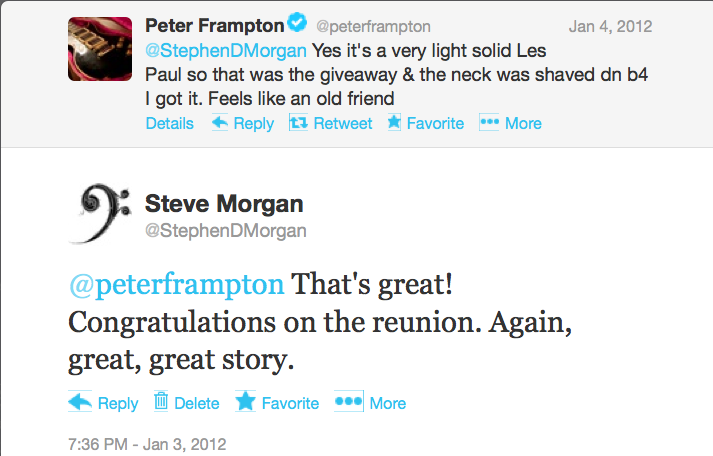 Peter Frampton @peterframpton Jan 4, 2012
@StephenDMorgan Yes it's a very light solid Les
Paul so that was the giveaway & the neck was shaved dn b4
I got it. Feels like an old friend
Details Reply Retweet Favorite More
Steve Morgan
@StephenDMorgan
@peterframpton That's great!
Congratulations on the reunion. Again,
great, great story.
Reply Delete Favorite More
7:36 PM - Jan 3, 2012